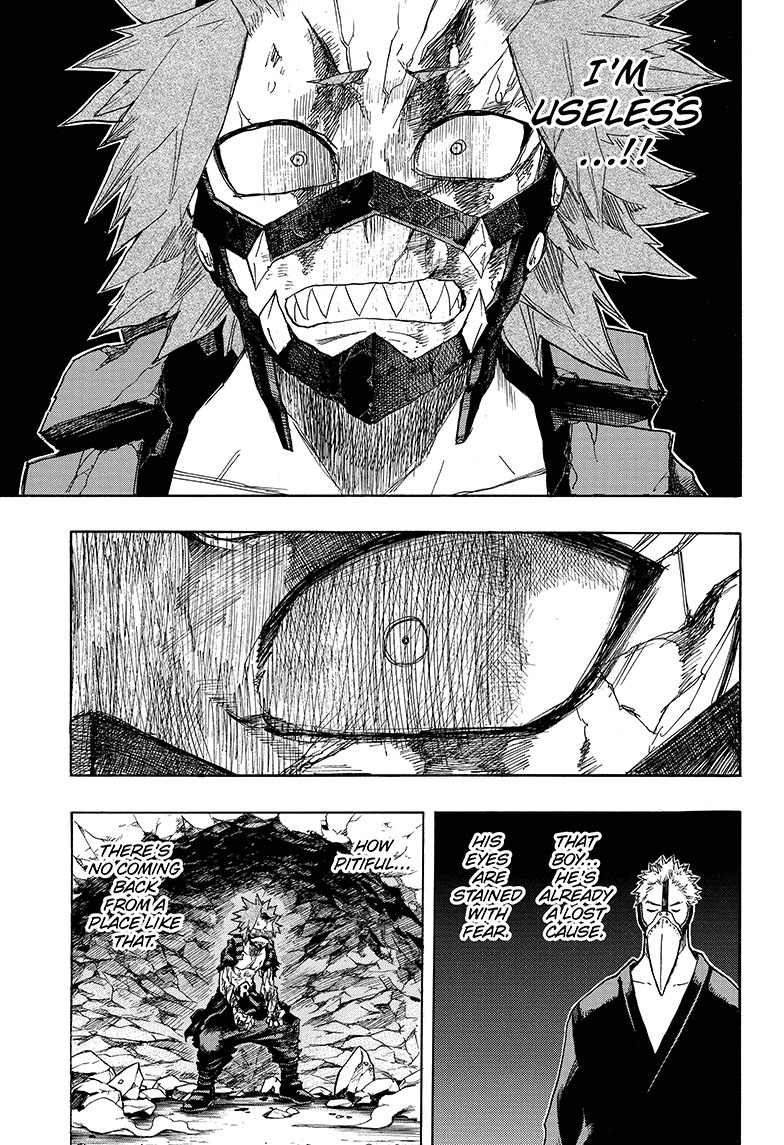 I'M
USELESS
...!!
THAT
BOY...
HE'S
ALREADY
A LOST
CAUSE.
HIS
EYES
ARE
STAINED
WITH
FEAR.
HOW
PITIFUL...
THERE'S
NO COMING
BACK
FROM A
PLACE LIKE
THAT.
R